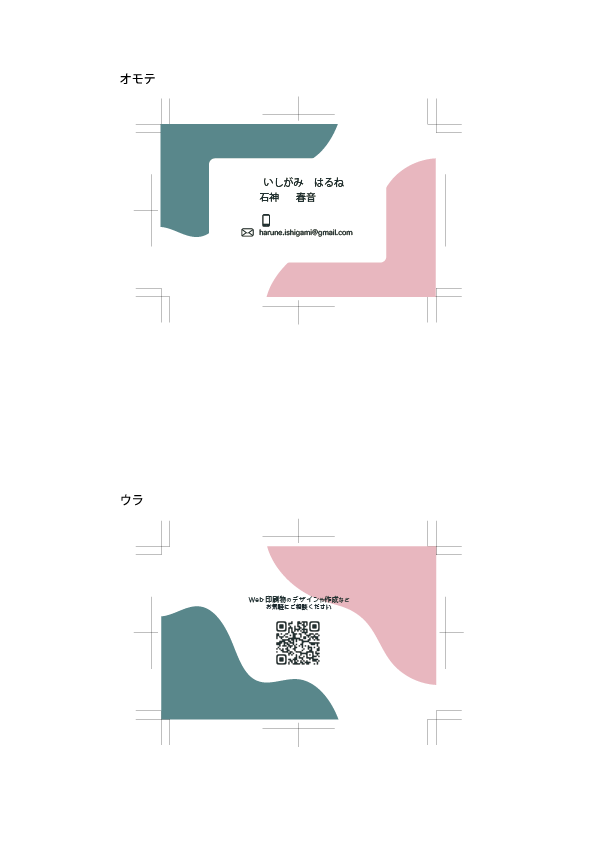 オモテ
いしがみ　はるね
石神　春音
harune.ishigami@gmail.com
ウラ
Web・印刷物のデザインや作成など
お気軽にご相談ください